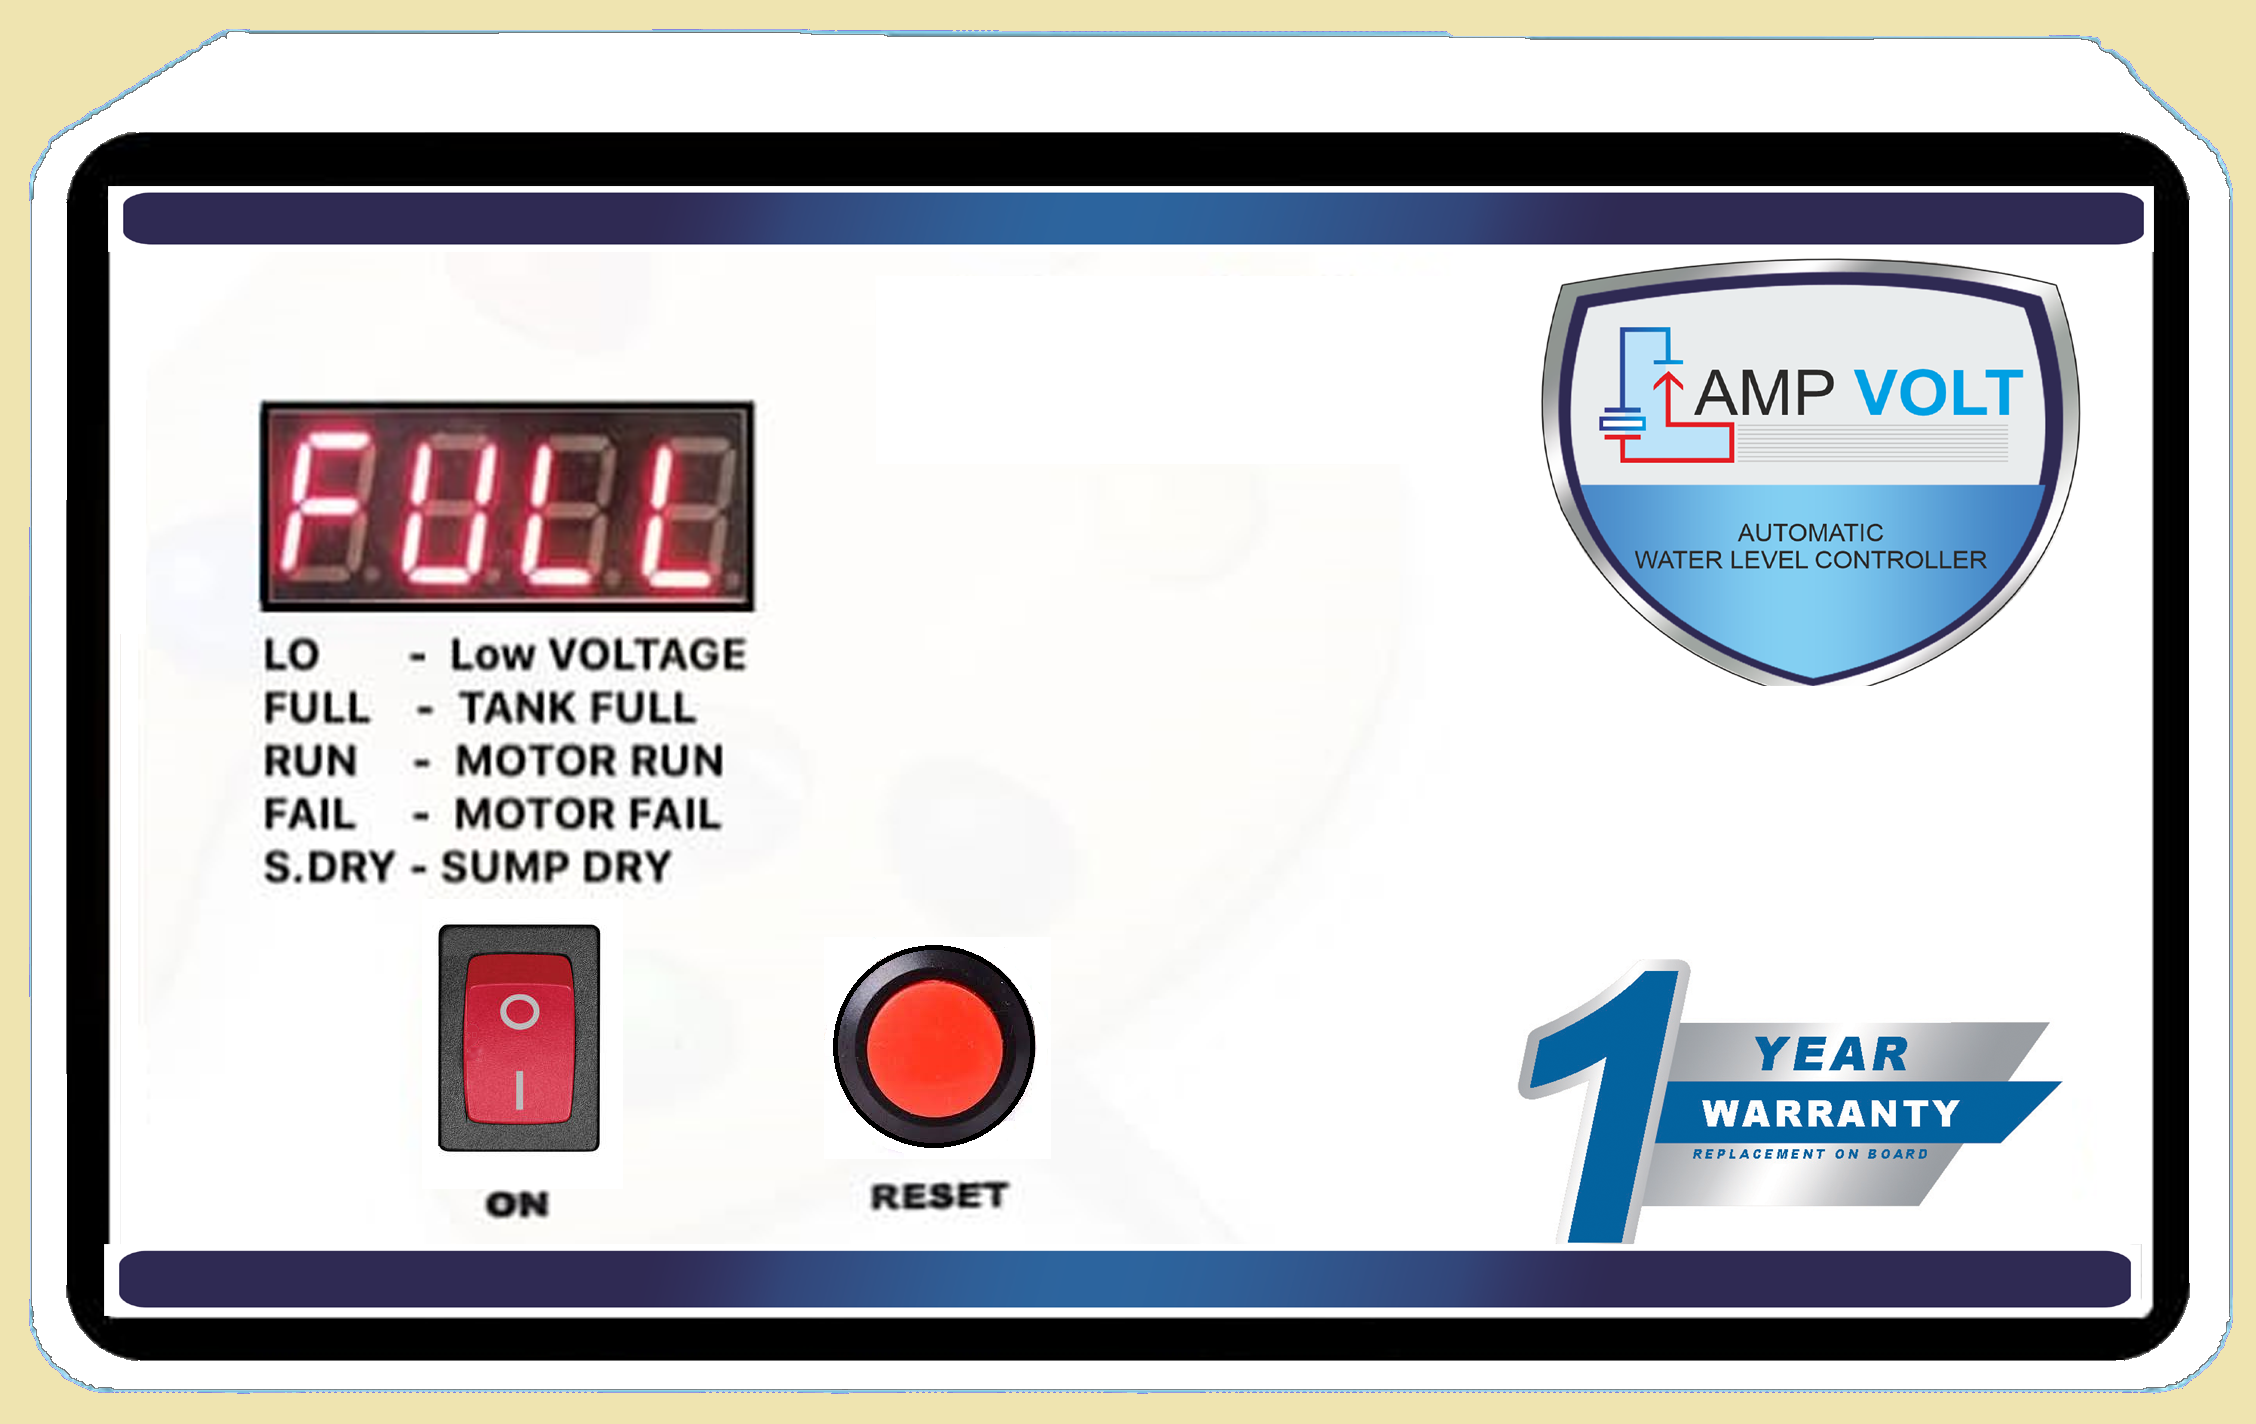 FULL
LO - Low VOLTAGE
FULL - TANK FULL
RUN - MOTOR RUN
FAIL - MOTOR FAIL
S.DRY - SUMP DRY
ON
RESET
AMP VOLT
AUTOMATIC
WATER LEVEL CONTROLLER
1 YEAR
WARRANTY
REPLACEMENT ON BOARD